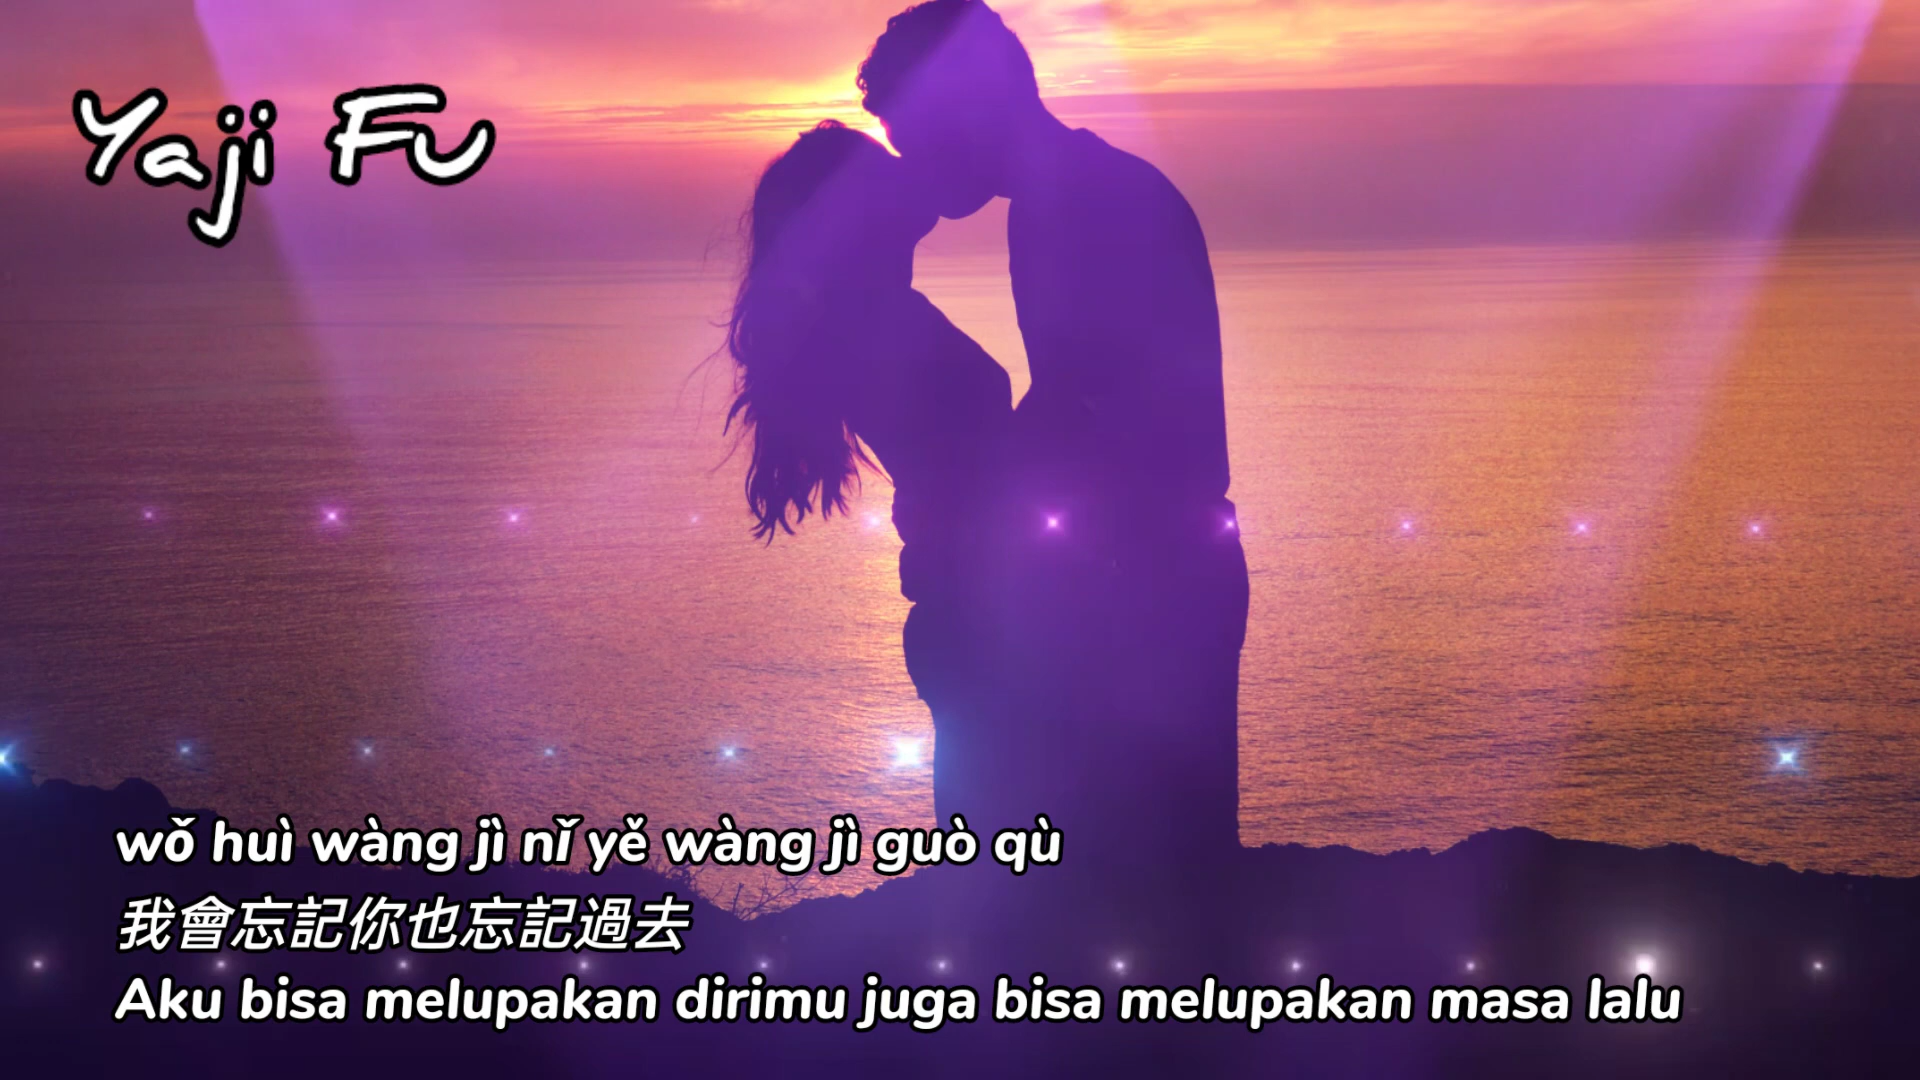 Yaji Fu
wǒ huì wàng jì nǐ yě wàng jì guò qù
我會忘記你也忘記過去
Aku bisa melupakan dirimu juga bisa melupakan masa lalu